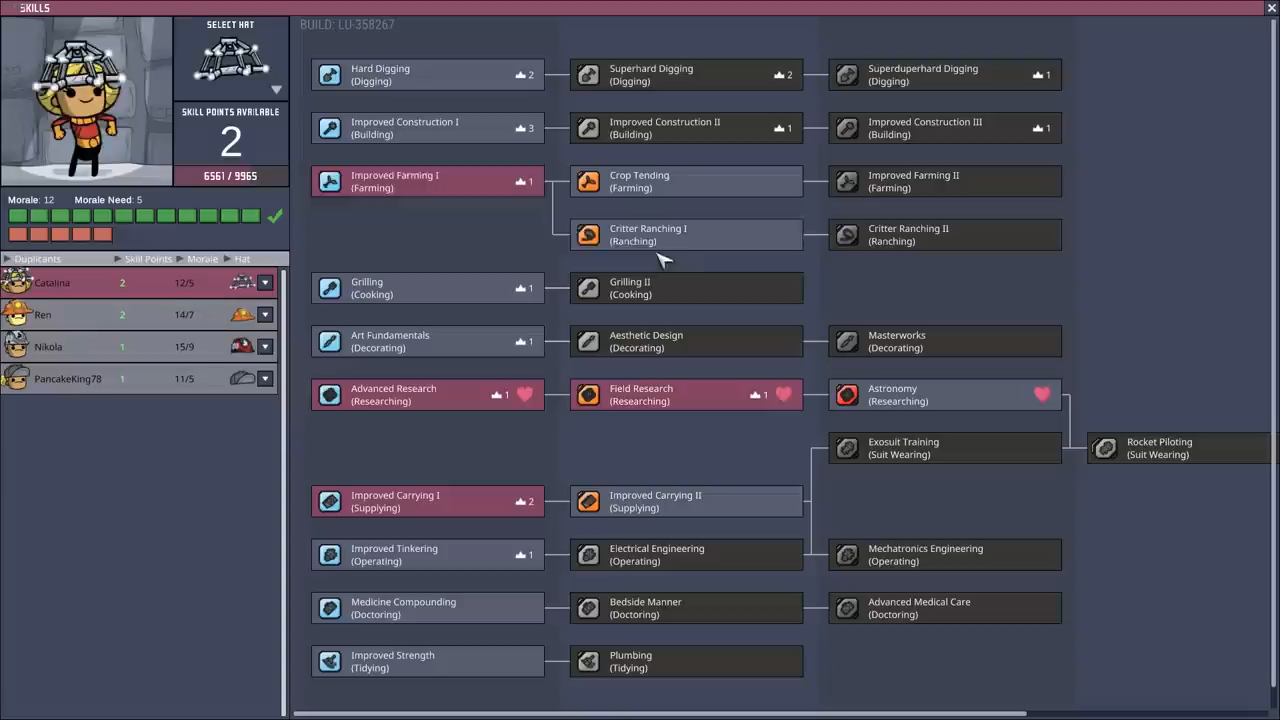 SKILLS
SELECT HAT
SKILL POINTS AVAILABLE
2
6561 / 9965
Morale: 12 Morale Need: 5
Duplicants Skill Points Morale Hat
Catalina 2 12/5
Ren 2 14/7
Nikola 1 15/9
PancakeKing78 1 11/5
BUILD: LU-358267
Hard Digging
(Digging)
2
Superhard Digging
(Digging)
2
Superduperhard Digging
(Digging)
1
Improved Construction I
(Building)
3
Improved Construction II
(Building)
1
Improved Construction III
(Building)
1
Improved Farming I
(Farming)
1
Crop Tending
(Farming)
Improved Farming II
(Farming)
Critter Ranching I
(Ranching)
Critter Ranching II
(Ranching)
Grilling
(Cooking)
1
Grilling II
(Cooking)
Art Fundamentals
(Decorating)
1
Aesthetic Design
(Decorating)
Masterworks
(Decorating)
Advanced Research
(Researching)
1
Field Research
(Researching)
1
Astronomy
(Researching)
Exosuit Training
(Suit Wearing)
Rocket Piloting
(Suit Wearing)
Improved Carrying I
(Supplying)
2
Improved Carrying II
(Supplying)
Improved Tinkering
(Operating)
1
Electrical Engineering
(Operating)
Mechatronics Engineering
(Operating)
Medicine Compounding
(Doctoring)
Bedside Manner
(Doctoring)
Advanced Medical Care
(Doctoring)
Improved Strength
(Tidying)
Plumbing
(Tidying)